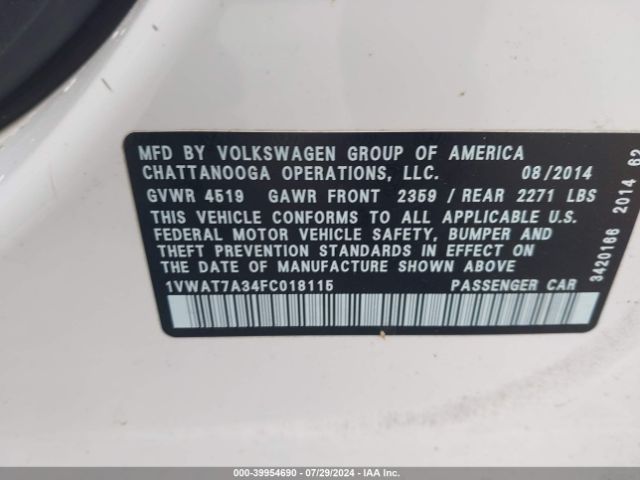 MFD BY VOLKSWAGEN GROUP OF AMERICA
CHATTANOOGA OPERATIONS, LLC. 08/2014
GVWR 4519 GAWR FRONT 2359 / REAR 2271 LBS
THIS VEHICLE CONFORMS TO ALL APPLICABLE U.S.
FEDERAL MOTOR VEHICLE SAFETY, BUMPER AND
THEFT PREVENTION STANDARDS IN EFFECT ON
THE DATE OF MANUFACTURE SHOWN ABOVE
1VWAT7A34FC018115 PASSENGER CAR
3420166 2014 62
000-39954690 - 07/29/2024 - IAA Inc.